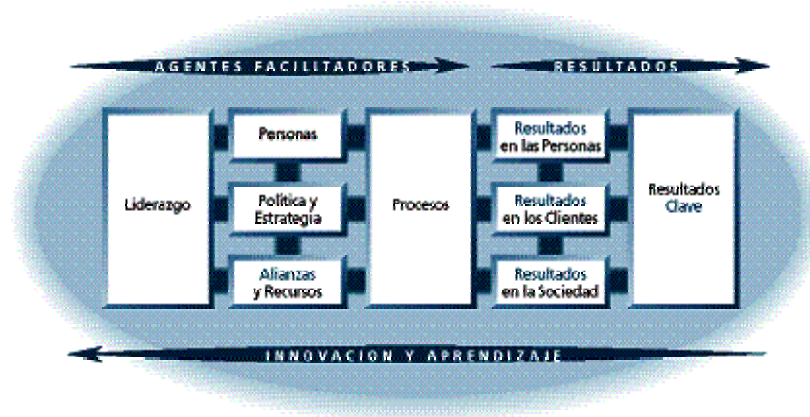 AGENTES FACILITADORES
RESULTADOS
Liderazgo
Personas
Política y
Estrategia
Alianzas
y Recursos
Procesos
Resultados
en las Personas
Resultados
en los Clientes
Resultados
en la Sociedad
Resultados
Clave
INNOVACION Y APRENDIZAJE